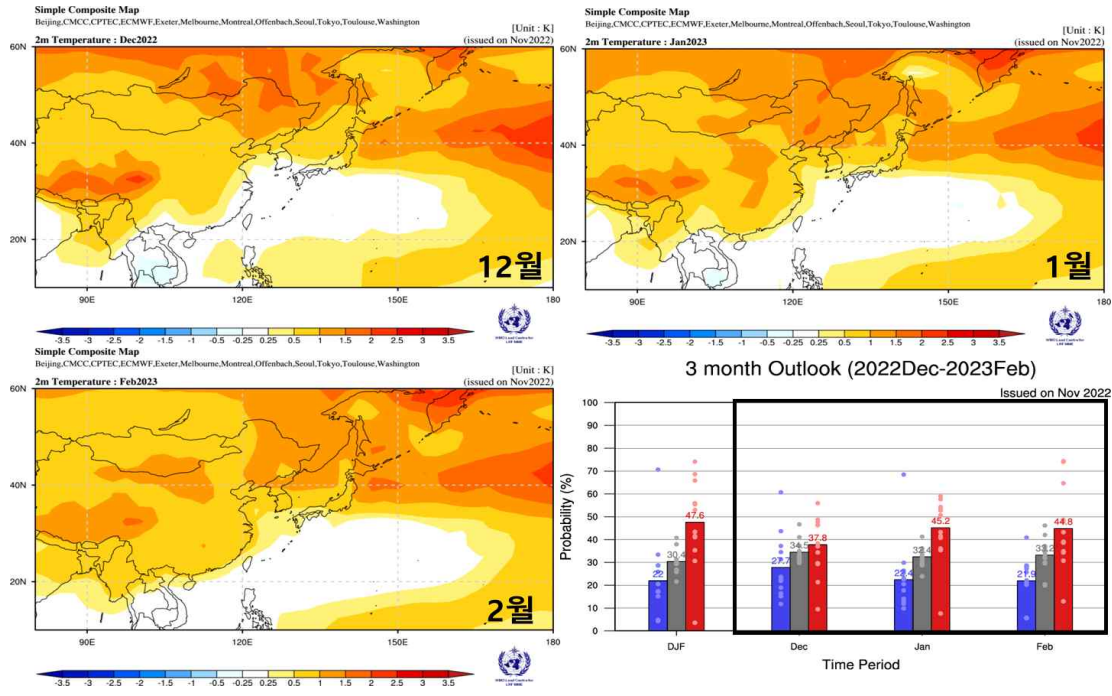 Simple Composite Map
Beijing,CMCC,CPTEC,ECMWF,Exeter,Melbourne,Montreal,Offenbach,Seoul,Tokyo,Toulouse,Washington
[Unit : K]
2m Temperature : Dec2022
(issued on Nov2022)
60N
40N
20N
12월
90E
120E
150E
180
-3.5 -3 -2.5 -2 -1.5 -1 -0.5 -0.25 0.25 0.5 1 1.5 2 2.5 3 3.5
Simple Composite Map
Beijing,CMCC,CPTEC,ECMWF,Exeter,Melbourne,Montreal,Offenbach,Seoul,Tokyo,Toulouse,Washington
[Unit : K]
2m Temperature : Jan2023
(issued on Nov2022)
60N
40N
20N
1월
90E
120E
150E
180
-3.5 -3 -2.5 -2 -1.5 -1 -0.5 -0.25 0.25 0.5 1 1.5 2 2.5 3 3.5
Simple Composite Map
Beijing,CMCC,CPTEC,ECMWF,Exeter,Melbourne,Montreal,Offenbach,Seoul,Tokyo,Toulouse,Washington
[Unit : K]
2m Temperature : Feb2023
(issued on Nov2022)
60N
40N
20N
2월
90E
120E
150E
180
-3.5 -3 -2.5 -2 -1.5 -1 -0.5 -0.25 0.25 0.5 1 1.5 2 2.5 3 3.5
3 month Outlook (2022Dec-2023Feb)
Issued on Nov 2022
Probability (%)
100
90
80
70
60
50
40
30
20
10
0
22 30.4 47.6
27.7 34.5 37.8
22.4 32.4 45.2
21.9 33.2 44.8
DJF Dec Jan Feb
Time Period